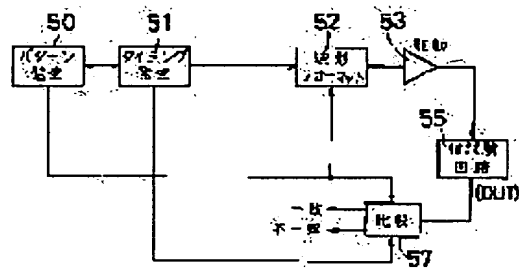 50
51
52
53
パターン
発生
タイミング
発生
波形
フォーマット
55
被試験
回路
(DUT)
一致
不一致
比較
57